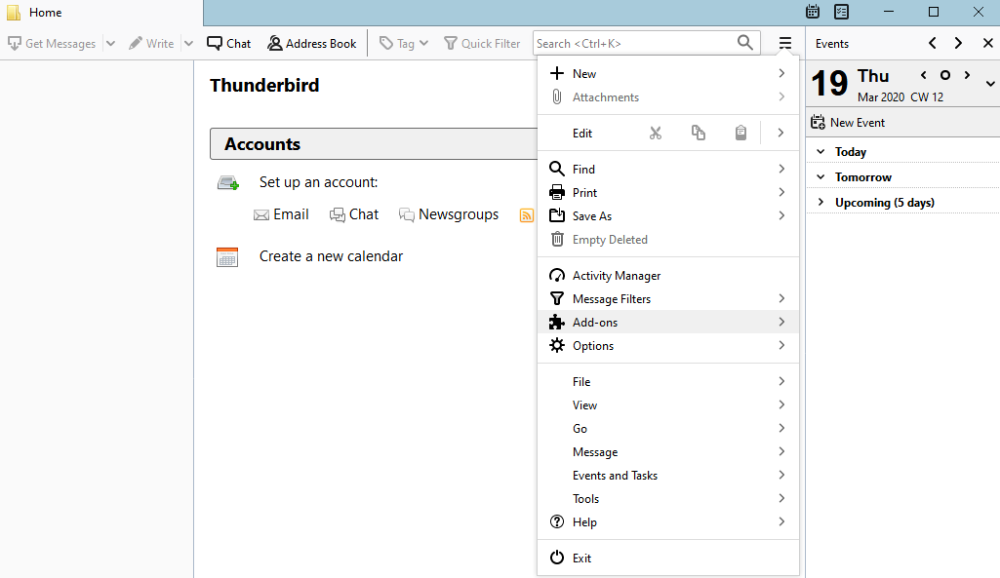 Home
Get Messages Write Chat Address Book Tag Quick Filter Search <Ctrl+K>
Thunderbird
Accounts
Set up an account:
Email Chat Newsgroups
Create a new calendar
New
Attachments
Edit
Find
Print
Save As
Empty Deleted
Activity Manager
Message Filters
Add-ons
Options
File
View
Go
Message
Events and Tasks
Tools
Help
Exit
Events
19 Thu
Mar 2020 CW 12
New Event
Today
Tomorrow
Upcoming (5 days)